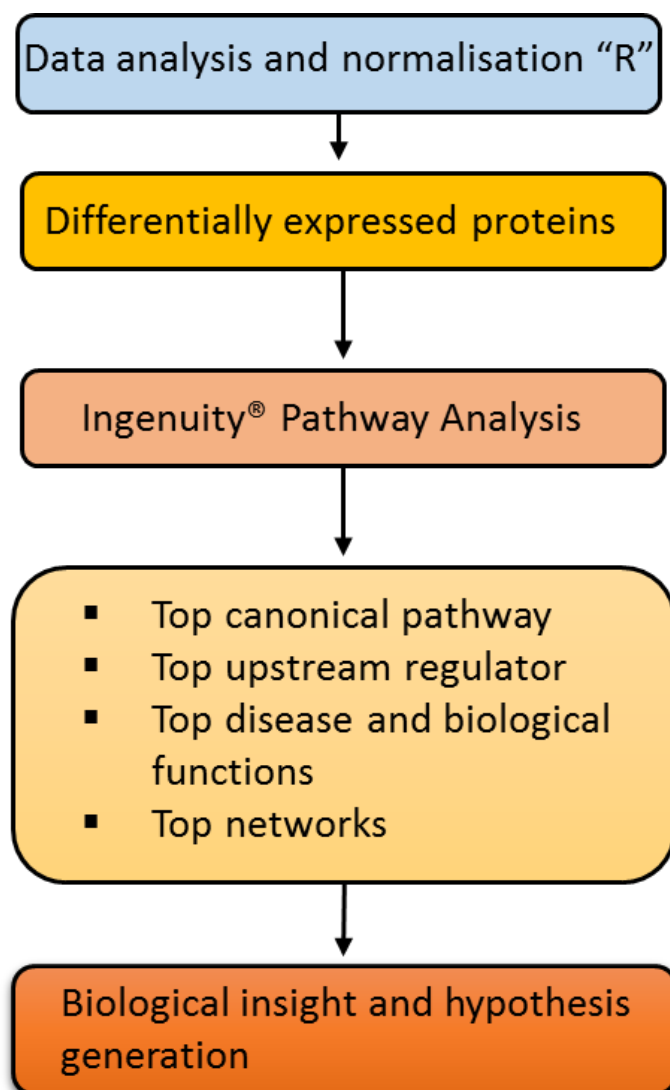 Data analysis and normalisation “R”
Differentially expressed proteins
Ingenuity® Pathway Analysis
▪ Top canonical pathway
▪ Top upstream regulator
▪ Top disease and biological
functions
▪ Top networks
Biological insight and hypothesis
generation